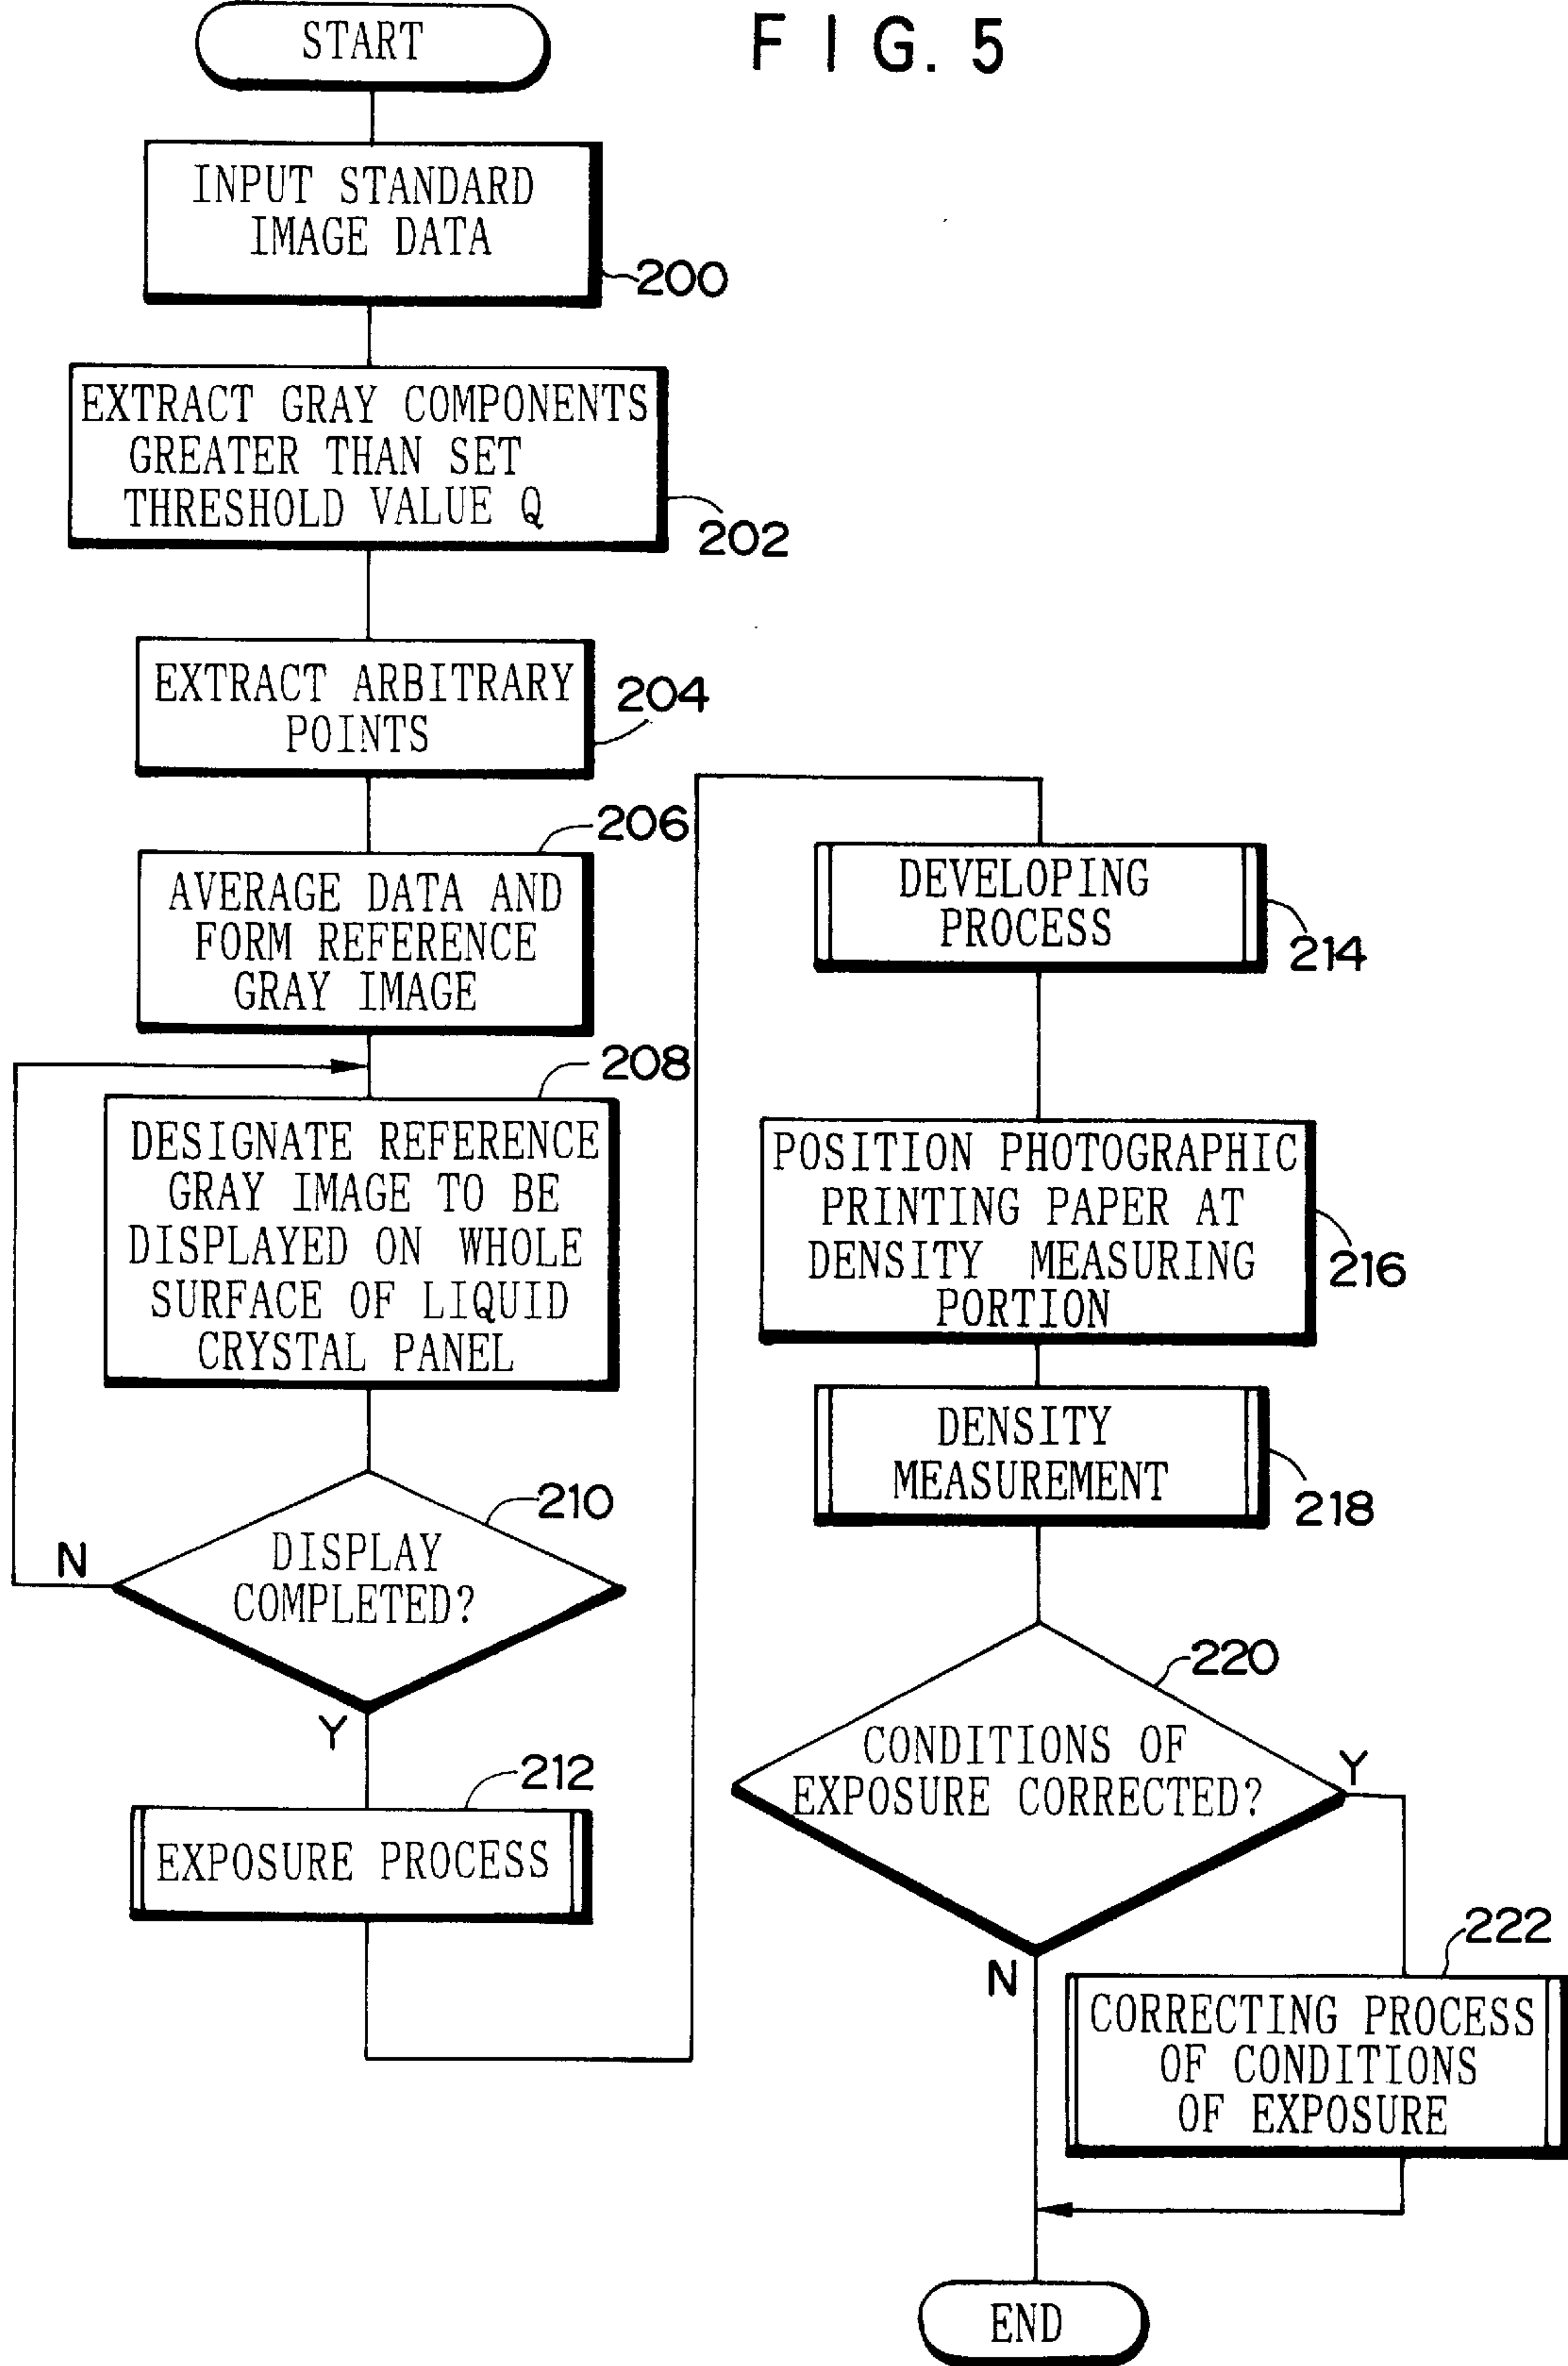 FIG. 5
START
INPUT STANDARD
IMAGE DATA
200
EXTRACT GRAY COMPONENTS
GREATER THAN SET
THRESHOLD VALUE Q
202
EXTRACT ARBITRARY
POINTS
204
206
AVERAGE DATA AND
FORM REFERENCE
GRAY IMAGE
208
DESIGNATE REFERENCE
GRAY IMAGE TO BE
DISPLAYED ON WHOLE
SURFACE OF LIQUID
CRYSTAL PANEL
210
N
DISPLAY
COMPLETED?
Y
212
EXPOSURE PROCESS
DEVELOPING
PROCESS
214
POSITION PHOTOGRAPHIC
PRINTING PAPER AT
DENSITY MEASURING
PORTION
216
DENSITY
MEASUREMENT
218
220
CONDITIONS OF
EXPOSURE CORRECTED?
Y
N
222
CORRECTING PROCESS
OF CONDITIONS
OF EXPOSURE
END